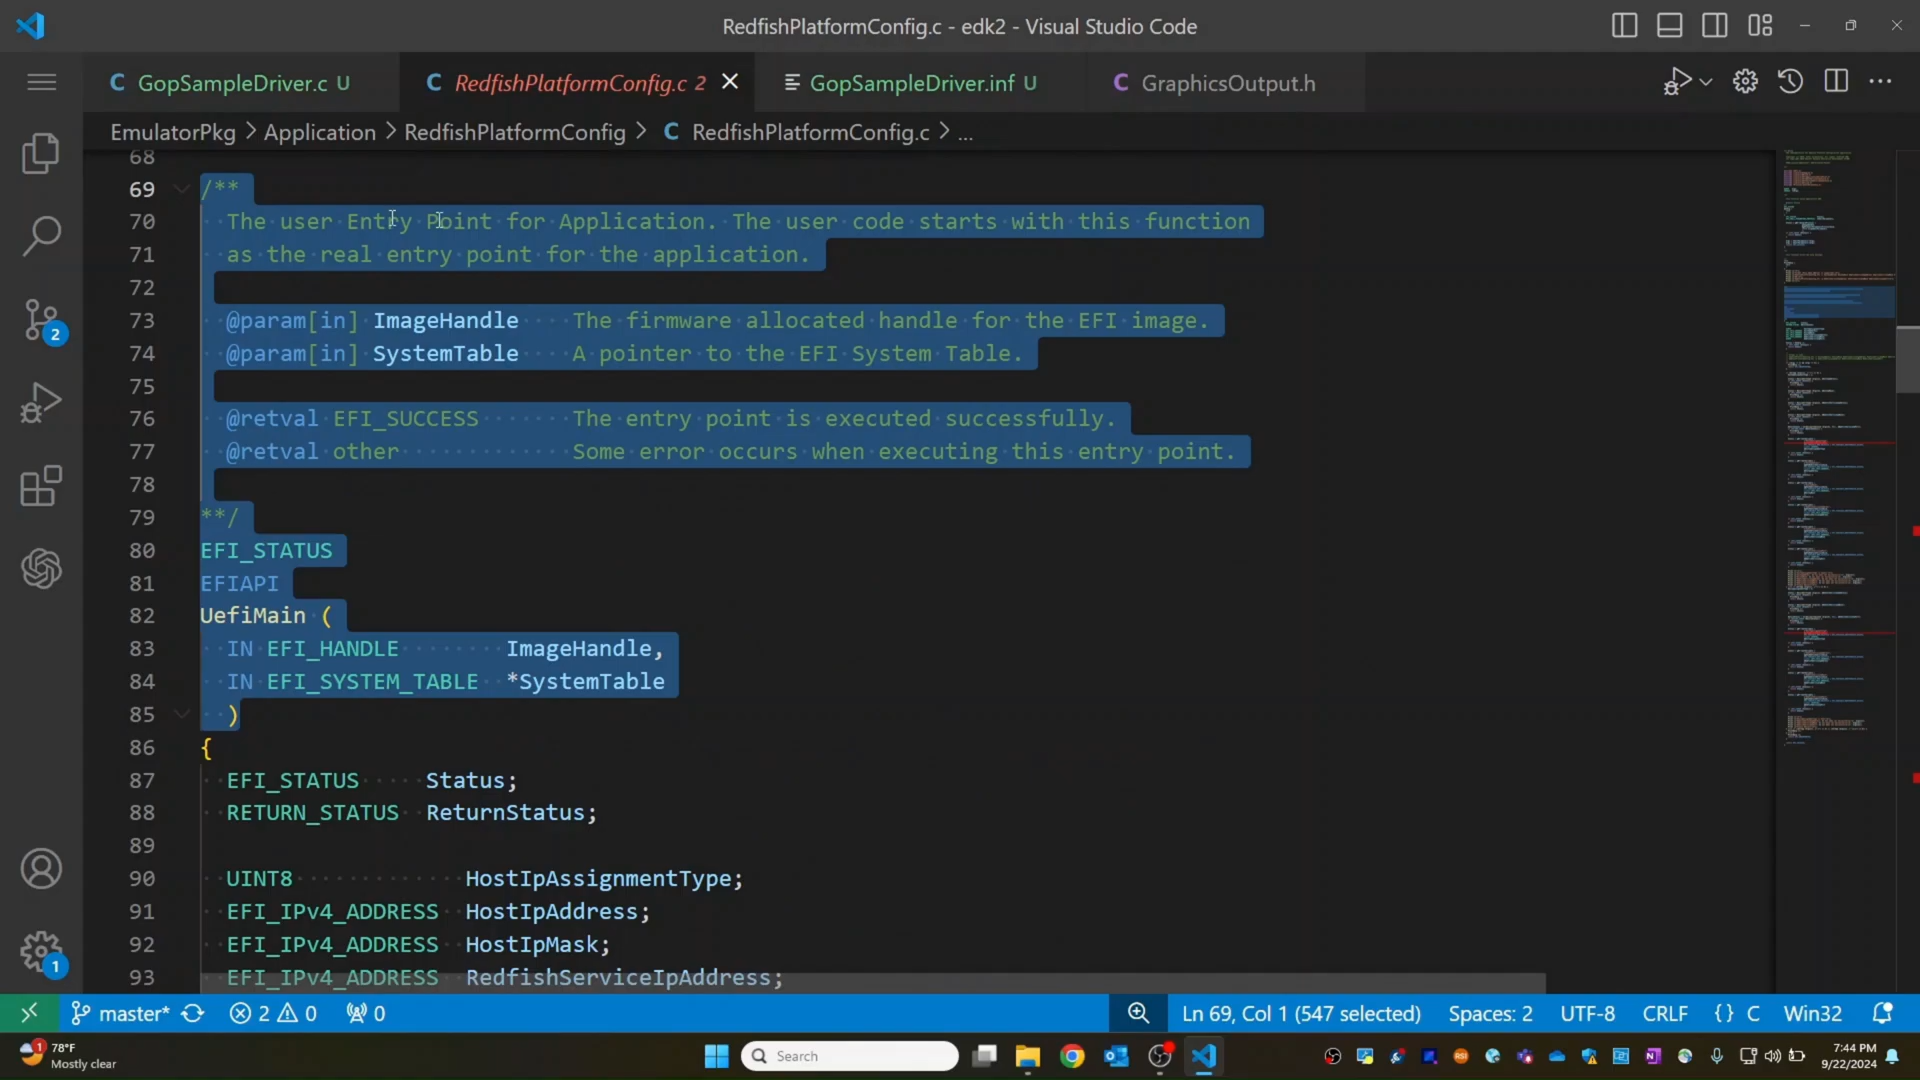 RedfishPlatformConfig.c - edk2 - Visual Studio Code
GopSampleDriver.c U
RedfishPlatformConfig.c 2
GopSampleDriver.inf U
GraphicsOutput.h
EmulatorPkg > Application > RedfishPlatformConfig > C RedfishPlatformConfig.c > ...
68
69 /**
70 The user Entry Point for Application. The user code starts with this function
71 as the real entry point for the application.
72
73 @param[in] ImageHandle The firmware allocated handle for the EFI image.
74 @param[in] SystemTable A pointer to the EFI System Table.
75
76 @retval EFI_SUCCESS The entry point is executed successfully.
77 @retval other Some error occurs when executing this entry point.
78
79 **/
80 EFI_STATUS
81 EFIAPI
82 UefiMain (
83 IN EFI_HANDLE ImageHandle,
84 IN EFI_SYSTEM_TABLE *SystemTable
85 )
86 {
87 EFI_STATUS Status;
88 RETURN_STATUS ReturnStatus;
89
90 UINT8 HostIpAssignmentType;
91 EFI_IPv4_ADDRESS HostIpAddress;
92 EFI_IPv4_ADDRESS HostIpMask;
93 EFI_IPv4_ADDRESS RedfishServiceIpAddress;
2
1
master* 2 0 0 Ln 69, Col 1 (547 selected) Spaces: 2 UTF-8 CRLF {} C Win32
1
78°F
Mostly clear
Search
7:44 PM
9/22/2024